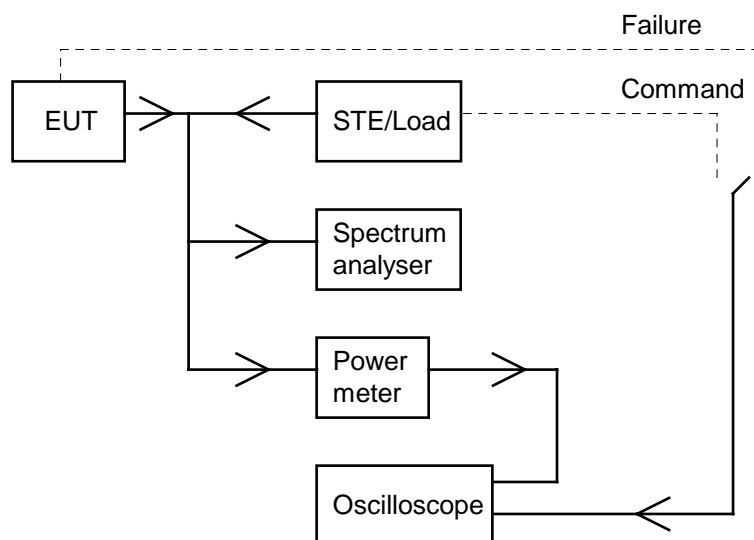 Failure
Command
EUT
STE/Load
Spectrum
analyser
Power
meter
Oscilloscope